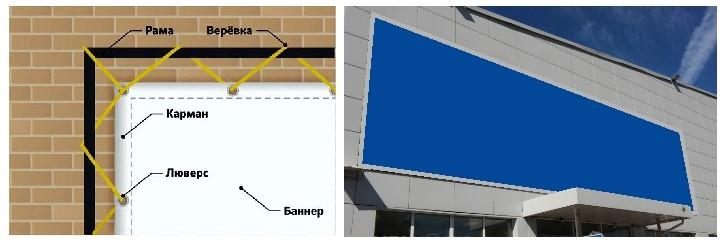 Рама
Верёвка
Карман
Люверс
Баннер